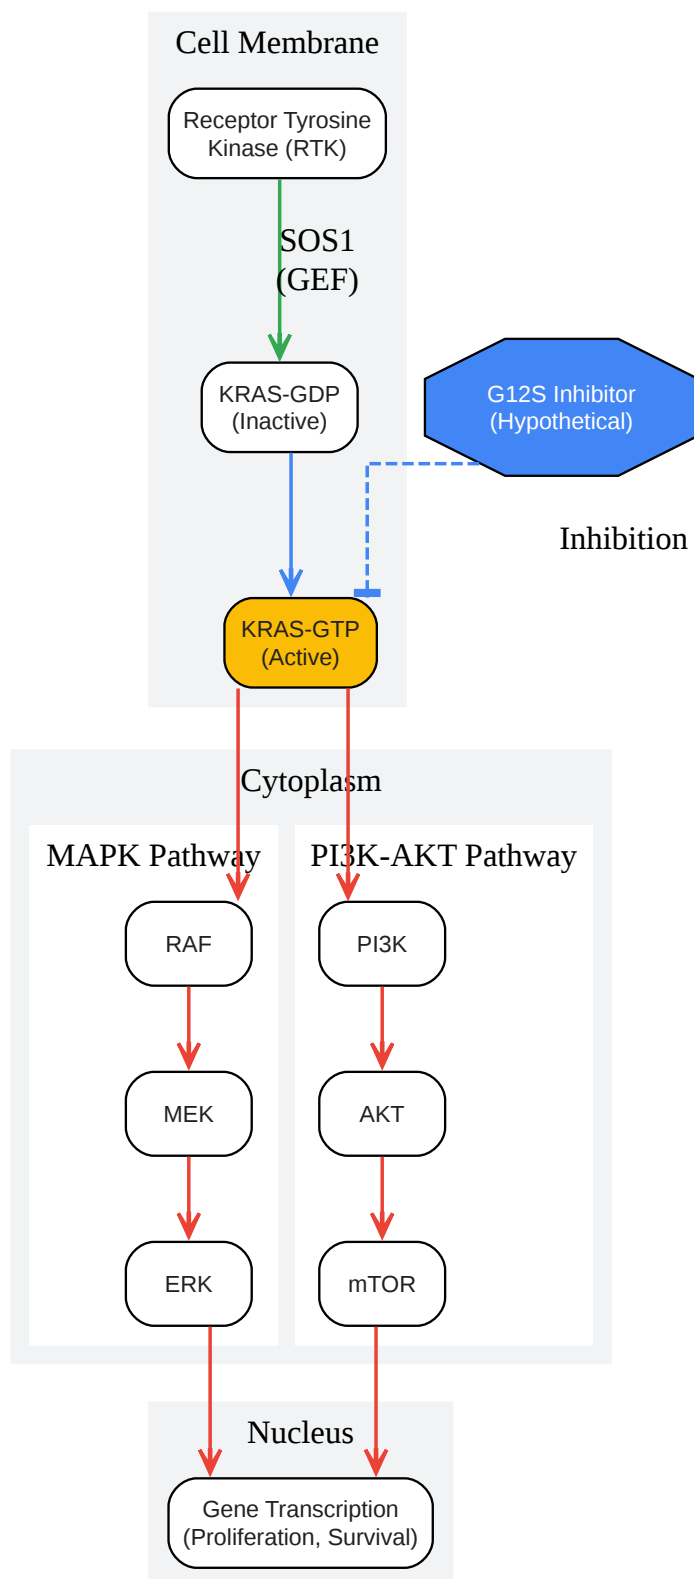 Cell Membrane
Receptor Tyrosine
Kinase (RTK)
SOS1
(GEF)
KRAS-GDP
(Inactive)
G12S Inhibitor
(Hypothetical)
Inhibition
KRAS-GTP
(Active)
Cytoplasm
MAPK Pathway
PI3K-AKT Pathway
RAF
PI3K
MEK
AKT
ERK
mTOR
Nucleus
Gene Transcription
(Proliferation, Survival)